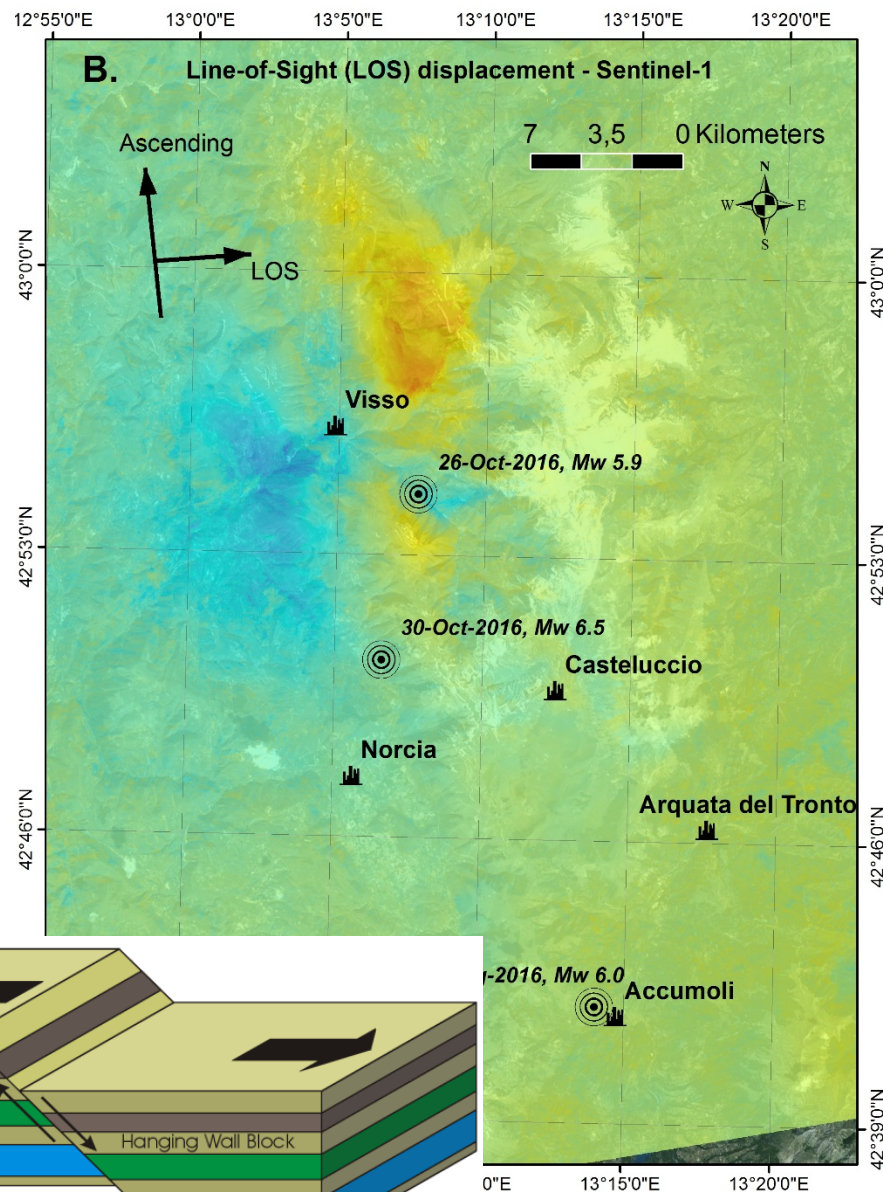 12°55'0"E 13°0'0"E 13°5'0"E 13°10'0"E 13°15'0"E 13°20'0"E
B. Line-of-Sight (LOS) displacement - Sentinel-1
7 3,5 0 Kilometers
Ascending
N
W E
S
LOS
43°0'0"N 43°0'0"N
Visso
26-Oct-2016, Mw 5.9
42°53'0"N 42°53'0"N
30-Oct-2016, Mw 6.5
Casteluccio
Norcia
Arquata del Tronto
42°46'0"N 42°46'0"N
-2016, Mw 6.0
Accumoli
Hanging Wall Block
42°39'0"N
0"E 13°15'0"E 13°20'0"E